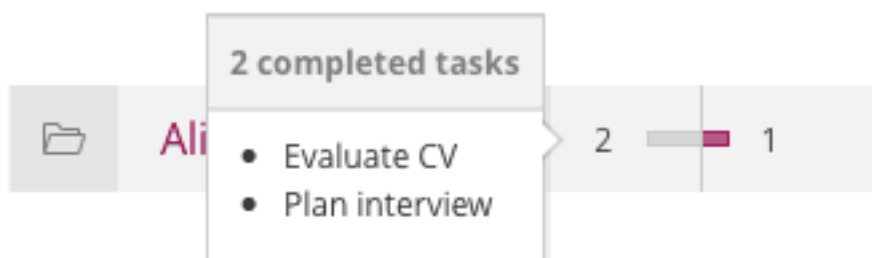 2 completed tasks
Ali 2 1
• Evaluate CV
• Plan interview